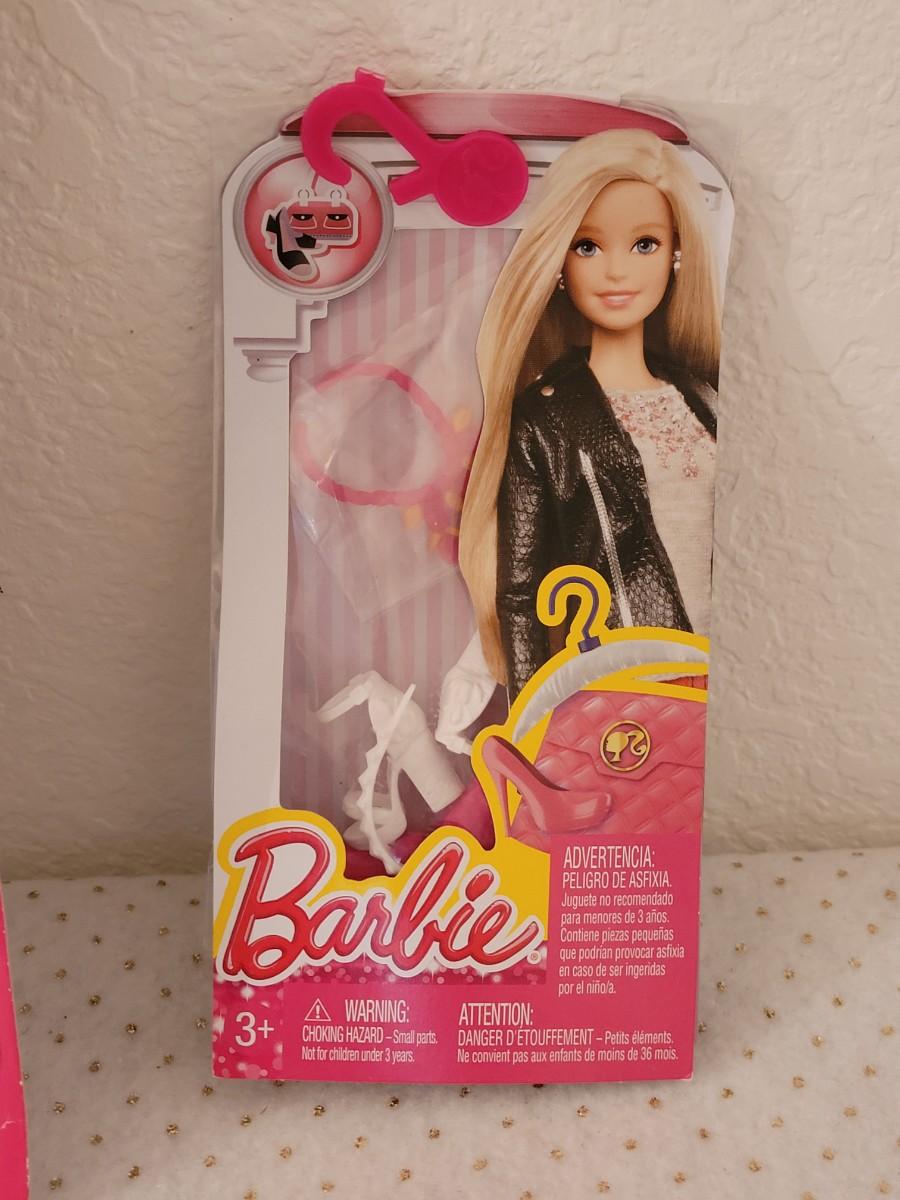 Barbie®
ADVERTENCIA:
PELIGRO DE ASFIXIA.
Juguete no recomendado
para menores de 3 años.
Contiene piezas pequeñas
que podrían provocar asfixia
en caso de ser ingeridas
por el niño/a.
3+
WARNING:
CHOKING HAZARD – Small parts.
Not for children under 3 years.
ATTENTION:
DANGER D'ÉTOUFFEMENT – Petits éléments.
Ne convient pas aux enfants de moins de 36 mois.